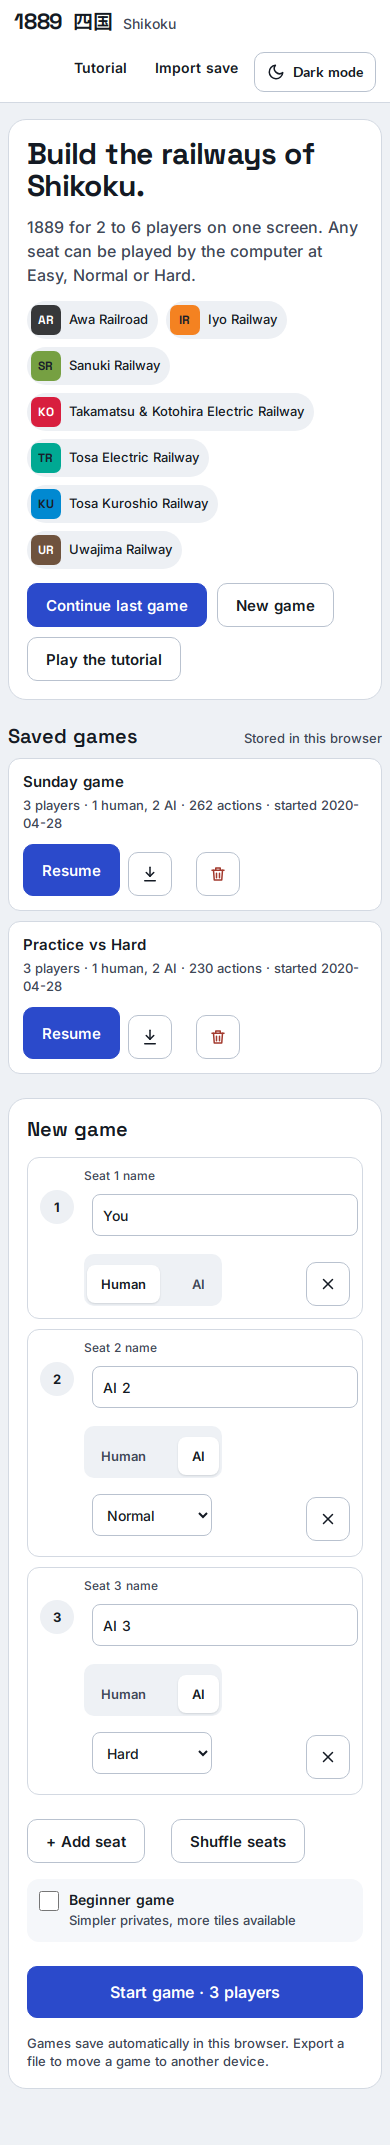 1889 四国 Shikoku
Tutorial Import save Dark mode
Build the railways of
Shikoku.
1889 for 2 to 6 players on one screen. Any
seat can be played by the computer at
Easy, Normal or Hard.
AR Awa Railroad IR Iyo Railway
SR Sanuki Railway
KO Takamatsu & Kotohira Electric Railway
TR Tosa Electric Railway
KU Tosa Kuroshio Railway
UR Uwajima Railway
Continue last game New game
Play the tutorial
Saved games Stored in this browser
Sunday game
3 players · 1 human, 2 AI · 262 actions · started 2020-
04-28
Resume
Practice vs Hard
3 players · 1 human, 2 AI · 230 actions · started 2020-
04-28
Resume
New game
Seat 1 name
1 You
Human AI
Seat 2 name
2 AI 2
Human AI
Normal
Seat 3 name
3 AI 3
Human AI
Hard
+ Add seat Shuffle seats
Beginner game
Simpler privates, more tiles available
Start game · 3 players
Games save automatically in this browser. Export a
file to move a game to another device.